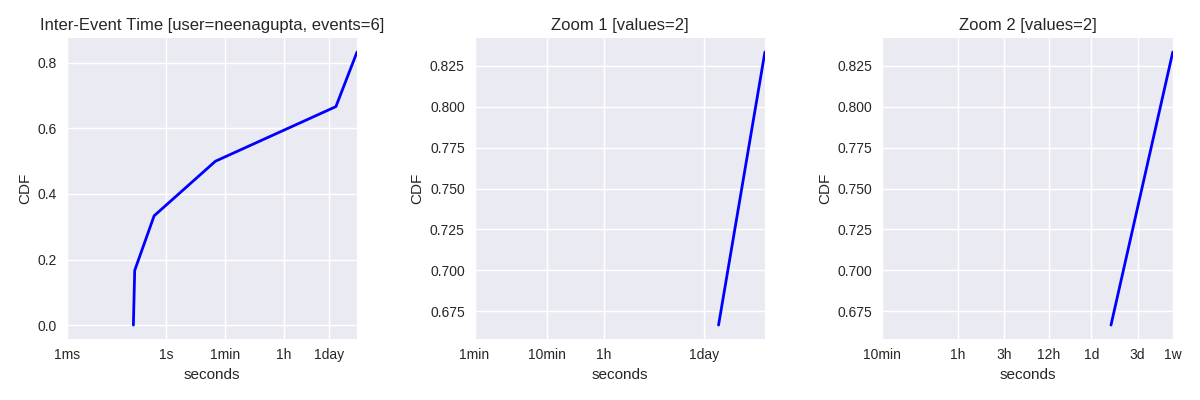 Inter-Event Time [user=neenagupta, events=6]
CDF
0.8
0.6
0.4
0.2
0.0
1ms 1s 1min 1h 1day
seconds
Zoom 1 [values=2]
CDF
0.825
0.800
0.775
0.750
0.725
0.700
0.675
1min 10min 1h 1day
seconds
Zoom 2 [values=2]
CDF
0.825
0.800
0.775
0.750
0.725
0.700
0.675
10min 1h 3h 12h 1d 3d 1w
seconds